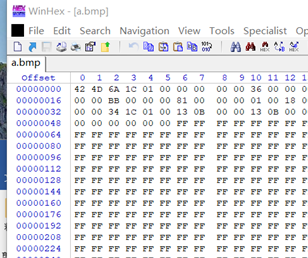 WinHex - [a.bmp]
File Edit Search Navigation View Tools Specialist
a.bmp
Offset 0 1 2 3 4 5 6 7 8 9 10 11 12
00000000 42 4D 6A 1C 01 00 00 00 00 00 36 00 00
00000016 00 00 BB 00 00 00 81 00 00 00 01 00 18
00000032 00 00 34 1C 01 00 13 0B 00 00 13 0B 00
00000048 00 00 00 00 00 00 FF FF FF FF FF FF FF
00000064 FF FF FF FF FF FF FF FF FF FF FF FF FF
00000080 FF FF FF FF FF FF FF FF FF FF FF FF FF
00000096 FF FF FF FF FF FF FF FF FF FF FF FF FF
00000112 FF FF FF FF FF FF FF FF FF FF FF FF FF
00000128 FF FF FF FF FF FF FF FF FF FF FF FF FF
00000144 FF FF FF FF FF FF FF FF FF FF FF FF FF
00000160 FF FF FF FF FF FF FF FF FF FF FF FF FF
00000176 FF FF FF FF FF FF FF FF FF FF FF FF FF
00000192 FF FF FF FF FF FF FF FF FF FF FF FF FF
00000208 FF FF FF FF FF FF FF FF FF FF FF FF FF
00000224 FF FF FF FF FF FF FF FF FF FF FF FF FF